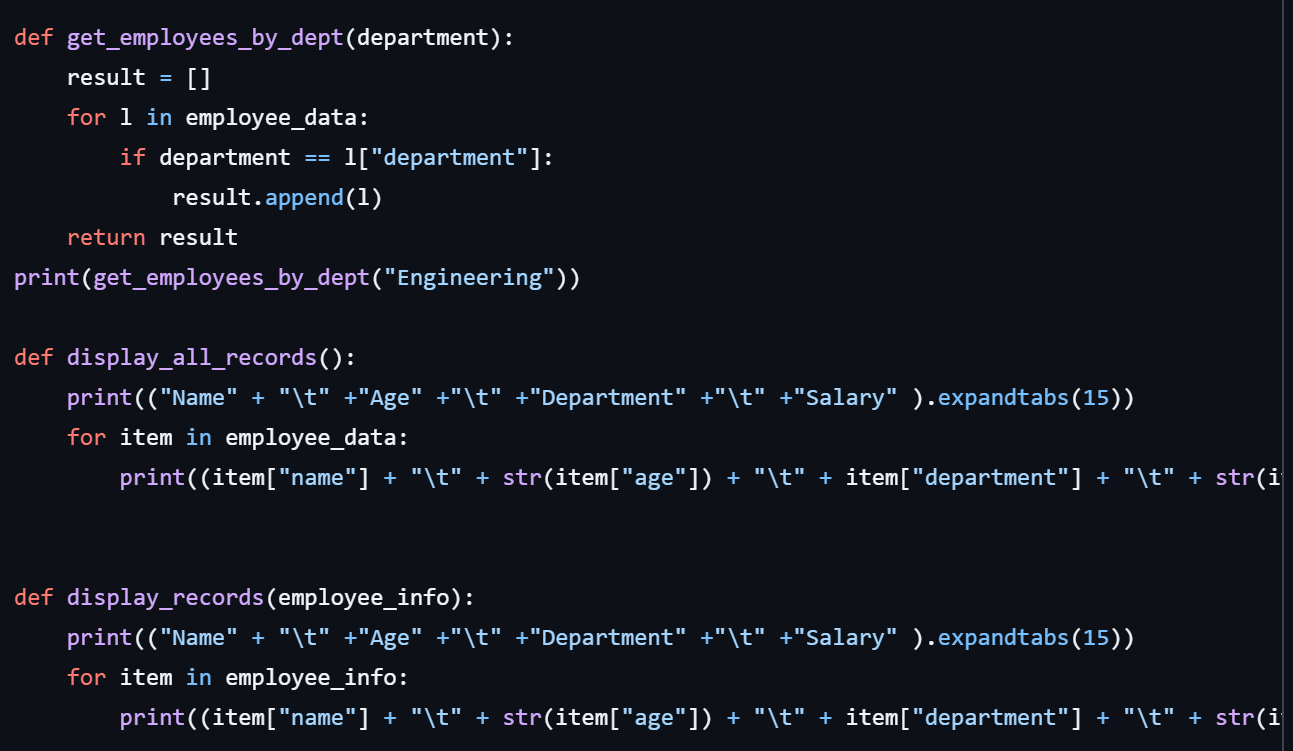 def get_employees_by_dept(department):
    result = []
    for l in employee_data:
        if department == l["department"]:
            result.append(l)
    return result
print(get_employees_by_dept("Engineering"))

def display_all_records():
    print(("Name" + "\t" +"Age" +"\t" +"Department" +"\t" +"Salary" ).expandtabs(15))
    for item in employee_data:
        print((item["name"] + "\t" + str(item["age"]) + "\t" + item["department"] + "\t" + str(i

def display_records(employee_info):
    print(("Name" + "\t" +"Age" +"\t" +"Department" +"\t" +"Salary" ).expandtabs(15))
    for item in employee_info:
        print((item["name"] + "\t" + str(item["age"]) + "\t" + item["department"] + "\t" + str(i